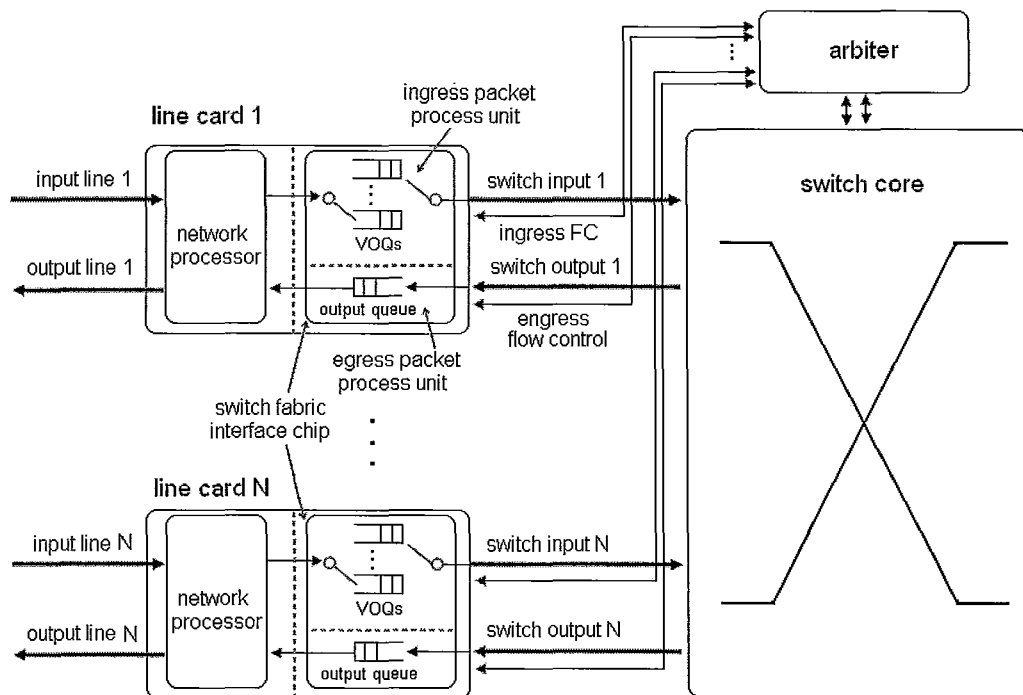 arbiter
line card 1
ingress packet
process unit
input line 1
network
processor
VOQs
switch input 1
switch core
ingress FC
output line 1
output queue
switch output 1
engress
flow control
egress packet
process unit
switch fabric
interface chip
line card N
input line N
network
processor
VOQs
switch input N
output line N
output queue
switch output N